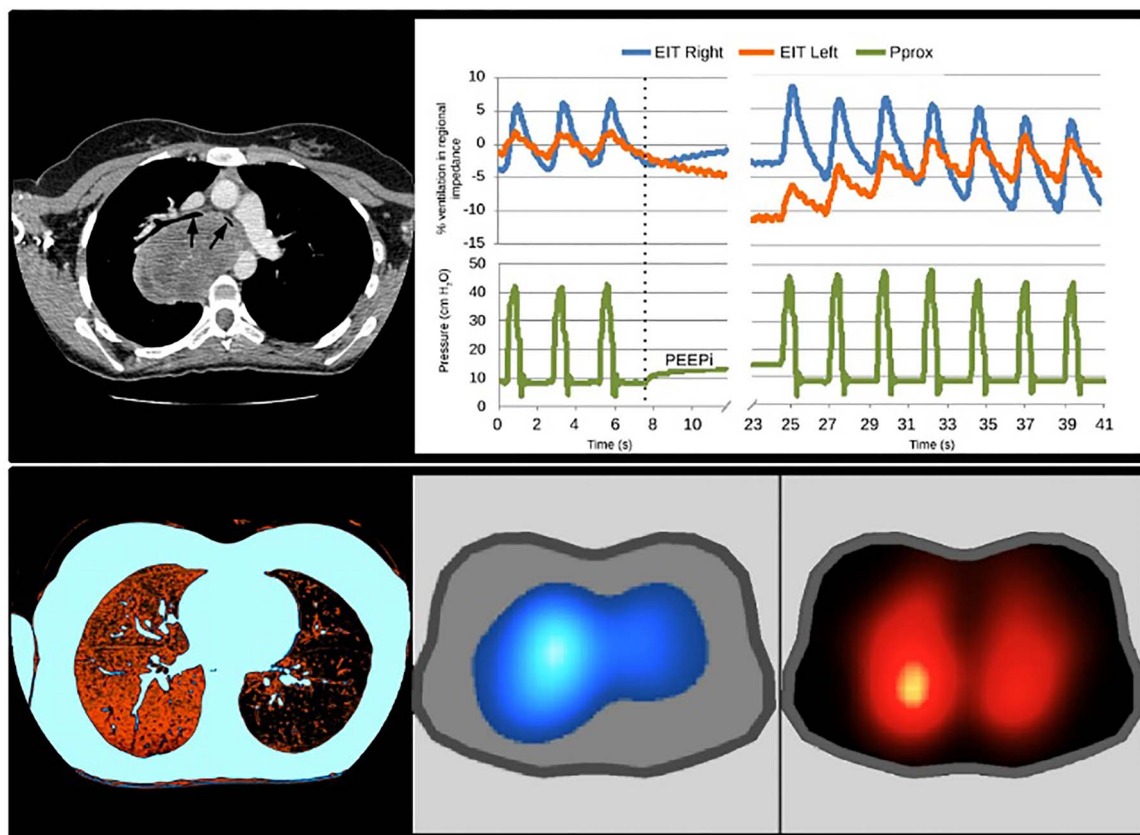 EIT Right EIT Left Pprox
% ventilation in regional
impedance
10
5
0
-5
-10
-15
Pressure (cm H₂O)
50
40
30
20
10
0
PEEPi
0 2 4 6 8 10 23 25 27 29 31 33 35 37 39 41
Time (s) Time (s)